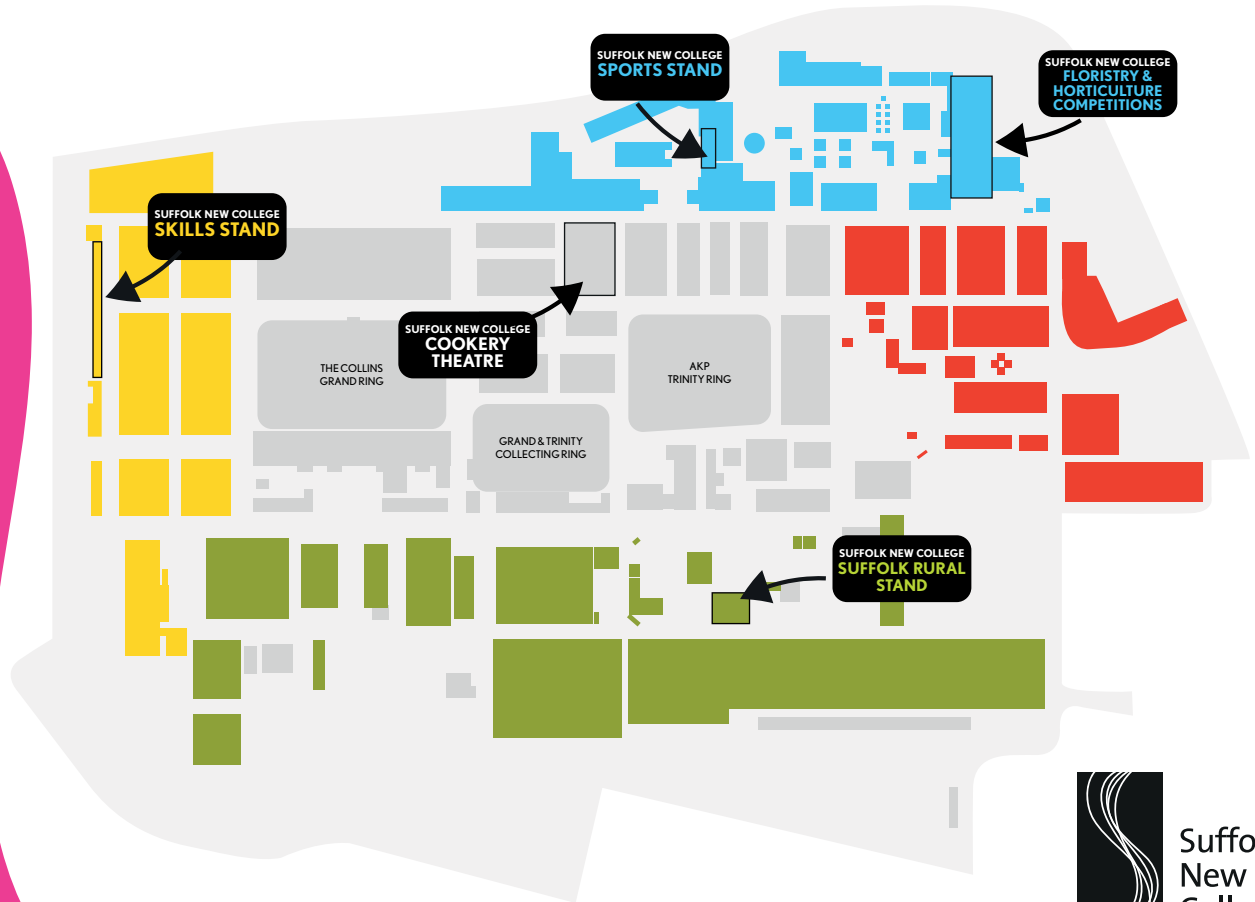 SUFFOLK NEW COLLEGE
SPORTS STAND
SUFFOLK NEW COLLEGE
FLORISTRY &
HORTICULTURE
COMPETITIONS
SUFFOLK NEW COLLEGE
SKILLS STAND
SUFFOLK NEW COLLEGE
COOKERY
THEATRE
THE COLLINS
GRAND RING
AKP
TRINITY RING
GRAND & TRINITY
COLLECTING RING
SUFFOLK NEW COLLEGE
SUFFOLK RURAL
STAND
Suffo
New